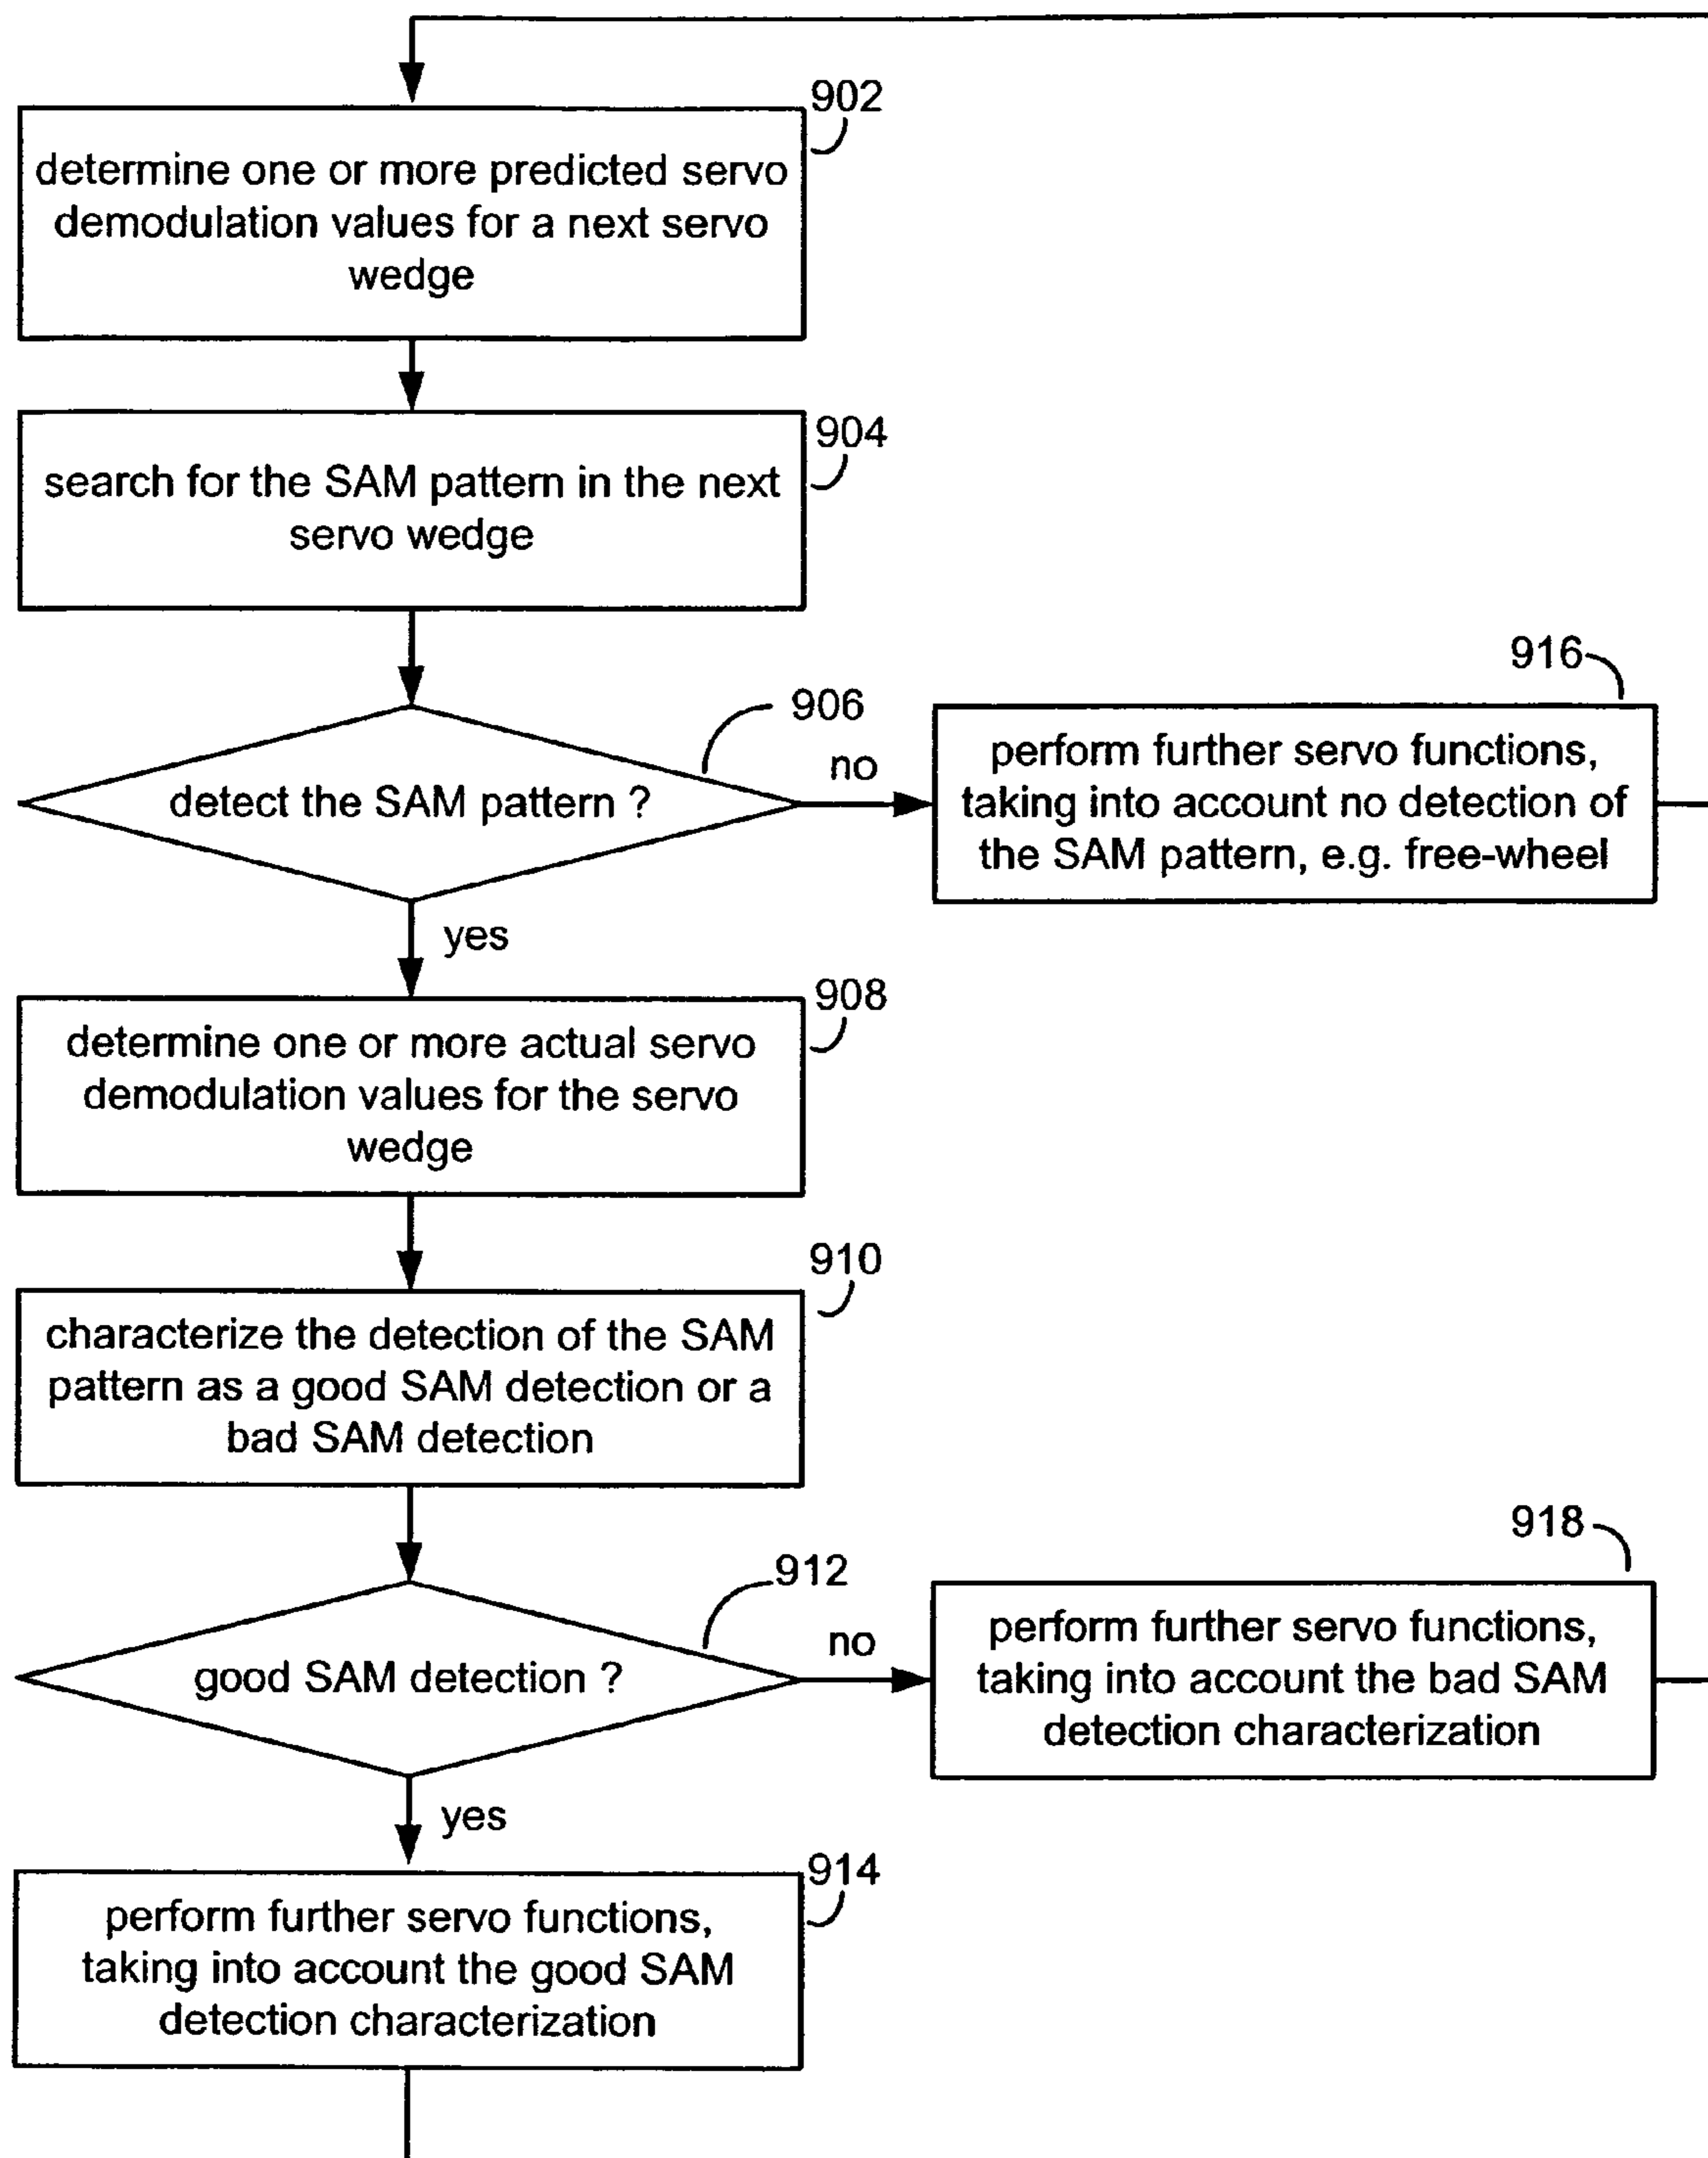 902
determine one or more predicted servo
demodulation values for a next servo
wedge
904
search for the SAM pattern in the next
servo wedge
906
detect the SAM pattern ?
no
916
perform further servo functions,
taking into account no detection of
the SAM pattern, e.g. free-wheel
yes
908
determine one or more actual servo
demodulation values for the servo
wedge
910
characterize the detection of the SAM
pattern as a good SAM detection or a
bad SAM detection
912
good SAM detection ?
no
918
perform further servo functions,
taking into account the bad SAM
detection characterization
yes
914
perform further servo functions,
taking into account the good SAM
detection characterization